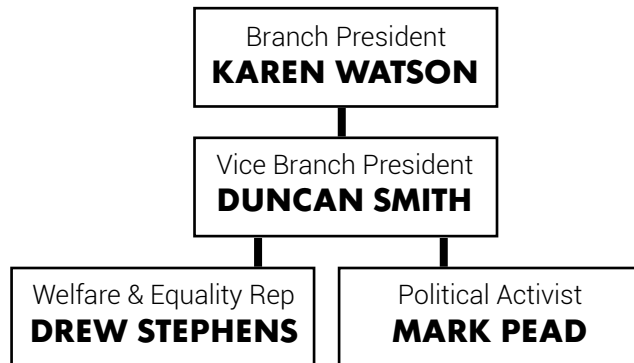 Branch President
KAREN WATSON
Vice Branch President
DUNCAN SMITH
Welfare & Equality Rep
DREW STEPHENS
Political Activist
MARK PEAD